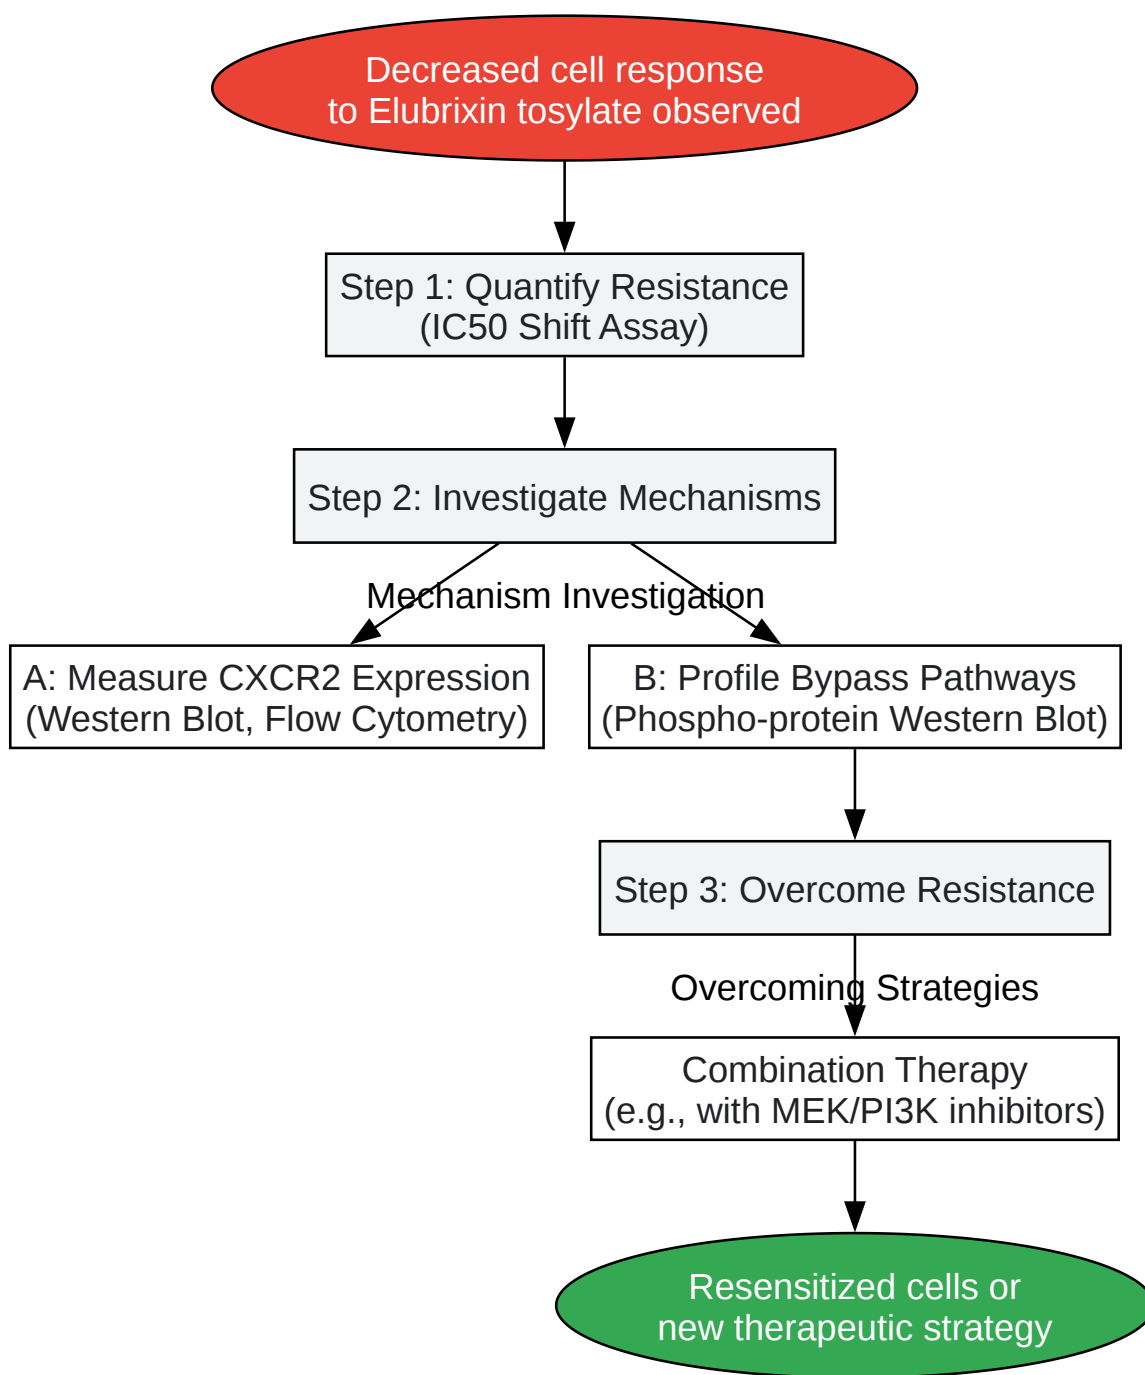 Decreased cell response
to Elubrixin tosylate observed
Step 1: Quantify Resistance
(IC50 Shift Assay)
Step 2: Investigate Mechanisms
Mechanism Investigation
A: Measure CXCR2 Expression
(Western Blot, Flow Cytometry)
B: Profile Bypass Pathways
(Phospho-protein Western Blot)
Step 3: Overcome Resistance
Overcoming Strategies
Combination Therapy
(e.g., with MEK/PI3K inhibitors)
Resensitized cells or
new therapeutic strategy